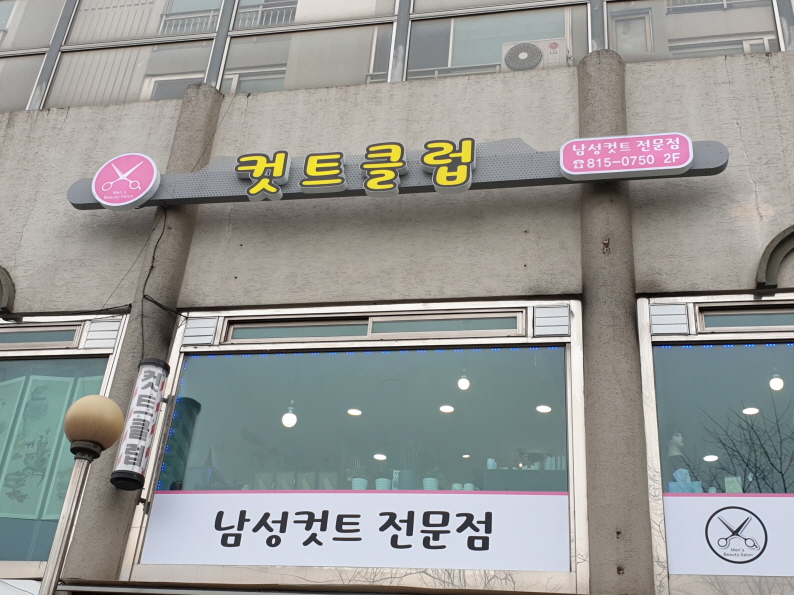 LG
Men's
Beauty Salon
컷트클럽
남성컷트 전문점
☎815-0750 2F
컷트클럽
남성컷트 전문점
Men's
Beauty Salon